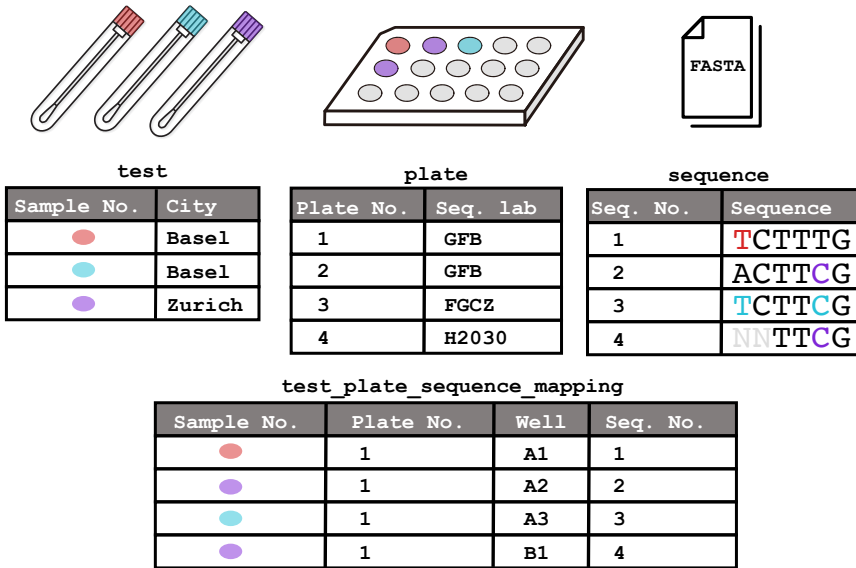 FASTA
test
Sample No. City
Basel
Basel
Zurich
plate
Plate No. Seq. lab
1 GFB
2 GFB
3 FGCZ
4 H2030
sequence
Seq. No. Sequence
1 TCTTTG
2 ACTTCG
3 TCTTCG
4 NNTTCG
test_plate_sequence_mapping
Sample No. Plate No. Well Seq. No.
1 A1 1
1 A2 2
1 A3 3
1 B1 4